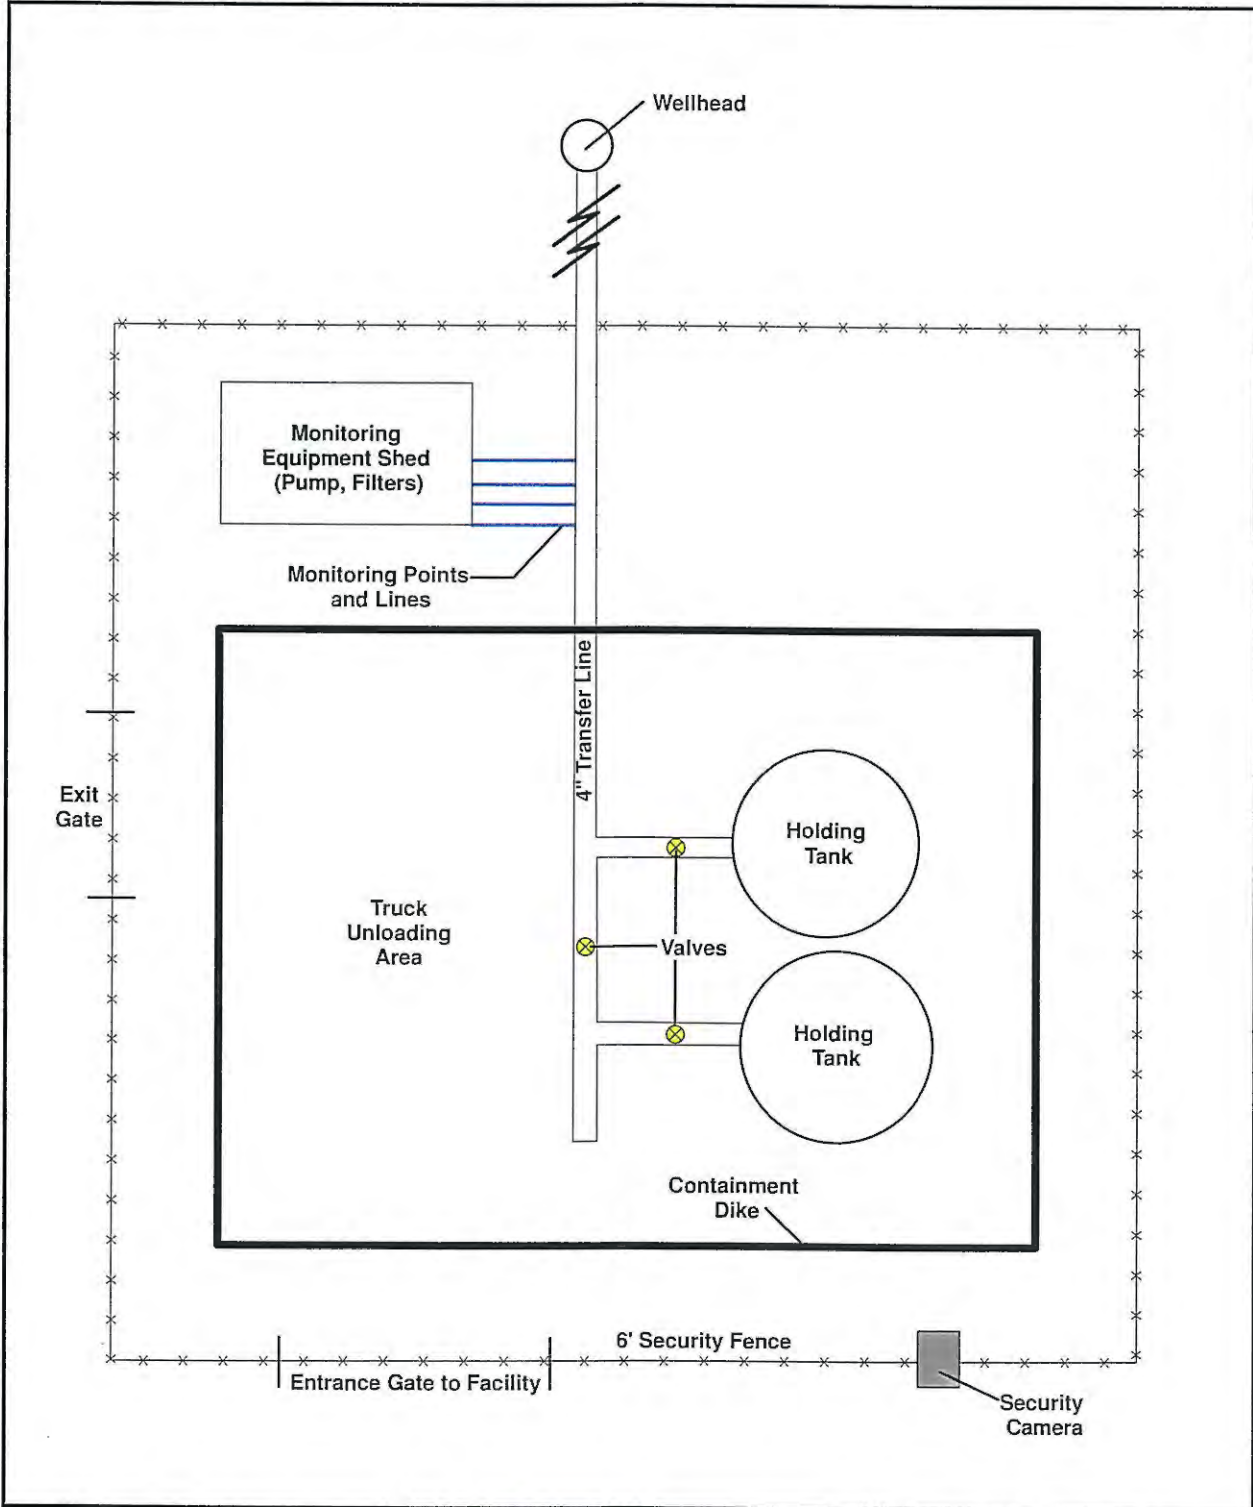 Wellhead
Monitoring
Equipment Shed
(Pump, Filters)
Monitoring Points
and Lines
4" Transfer Line
Exit
Gate
Holding
Tank
Truck
Unloading
Area
Valves
Holding
Tank
Containment
Dike
6' Security Fence
Entrance Gate to Facility
Security
Camera